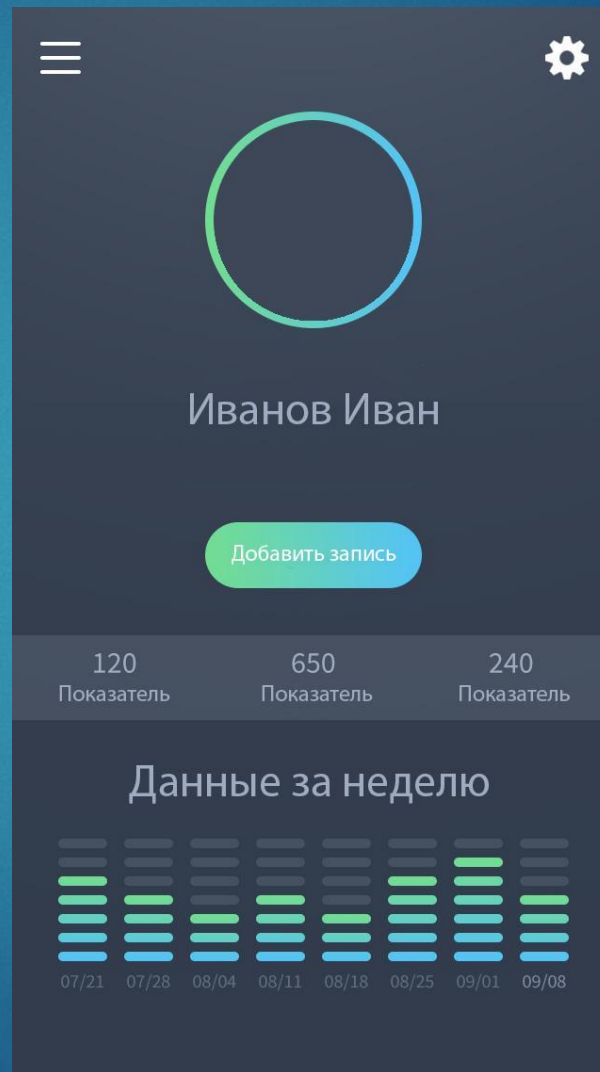 Иванов Иван
Добавить запись
120 650 240
Показатель Показатель Показатель
Данные за неделю
07/21 07/28 08/04 08/11 08/18 08/25 09/01 09/08